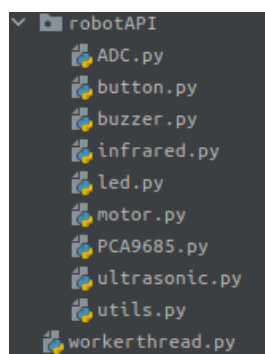 robotAPI
ADC.py
button.py
buzzer.py
infrared.py
led.py
motor.py
PCA9685.py
ultrasonic.py
utils.py
workerthread.py